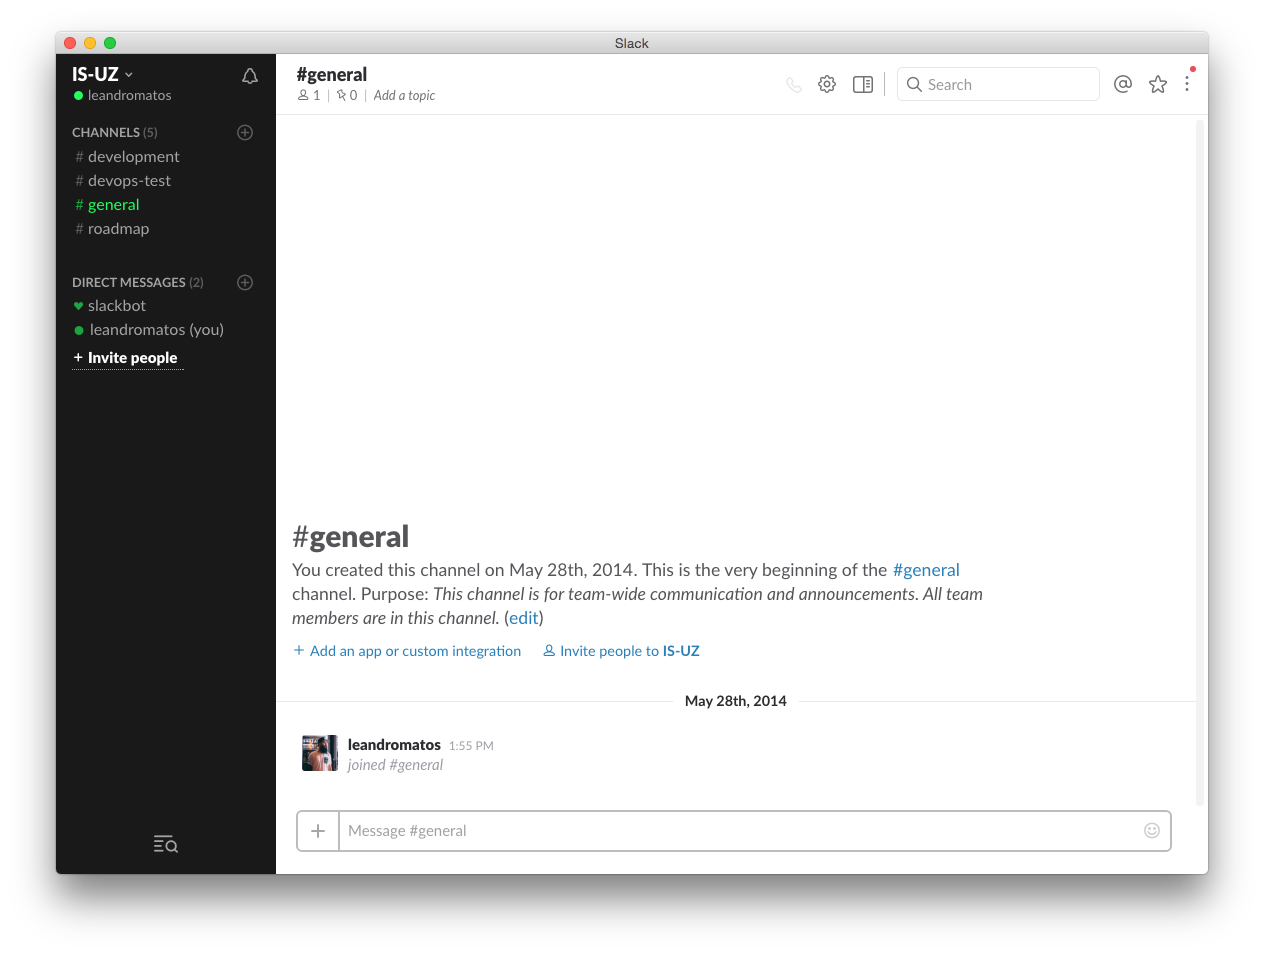 Slack
IS-UZ
leandromatos
CHANNELS (5)
# development
# devops-test
# general
# roadmap
DIRECT MESSAGES (2)
slackbot
leandromatos (you)
+ Invite people
#general
1 | 0 | Add a topic
Search
#general
You created this channel on May 28th, 2014. This is the very beginning of the #general
channel. Purpose: This channel is for team-wide communication and announcements. All team
members are in this channel. (edit)
+ Add an app or custom integration
Invite people to IS-UZ
May 28th, 2014
leandromatos 1:55 PM
joined #general
Message #general